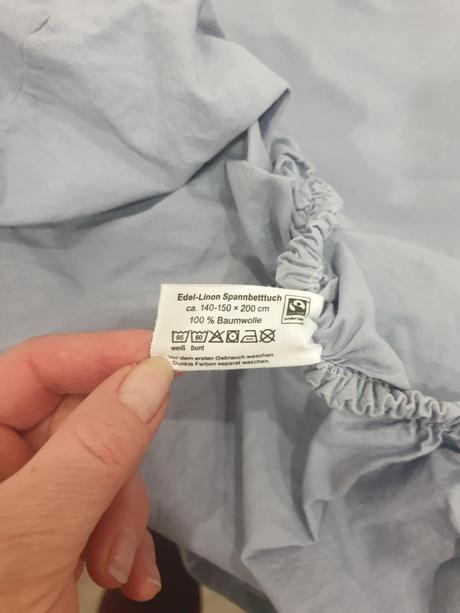 Edel-Linon Spannbetttuch
ca. 140-150 × 200 cm
100 % Baumwolle
95 60
weiß bunt
Vor dem ersten Gebrauch waschen.
Dunkle Farben separat waschen.